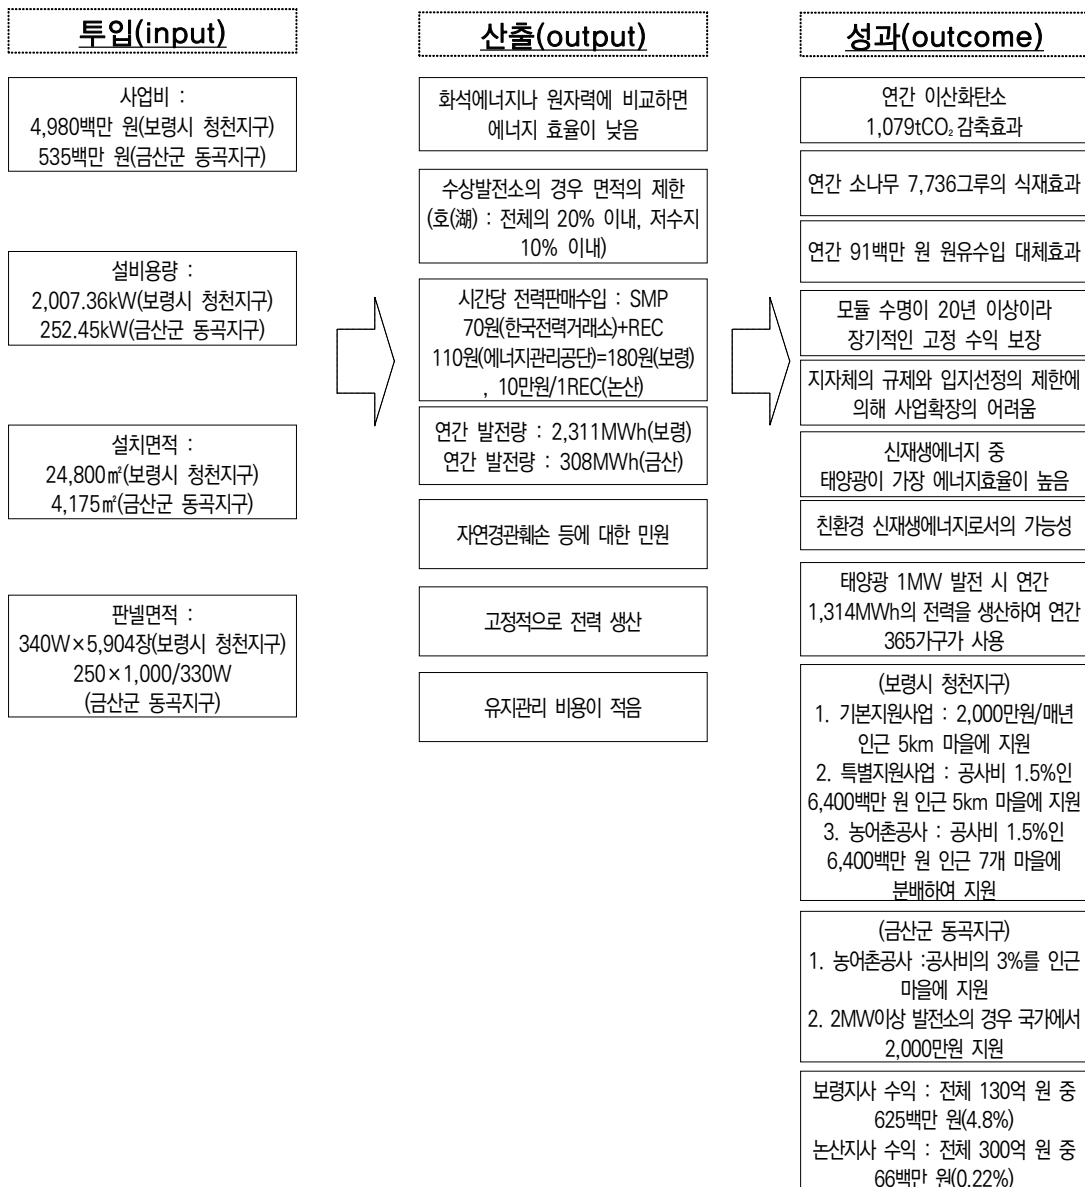 투입(input)
사업비 :
4,980백만 원(보령시 청천지구)
535백만 원(금산군 동곡지구)
설비용량 :
2,007.36kW(보령시 청천지구)
252.45kW(금산군 동곡지구)
설치면적 :
24,800㎡(보령시 청천지구)
4,175㎡(금산군 동곡지구)
판넬면적 :
340W×5,904장(보령시 청천지구)
250×1,000/330W
(금산군 동곡지구)
산출(output)
화석에너지나 원자력에 비교하면
에너지 효율이 낮음
수상발전소의 경우 면적의 제한
(호(湖) : 전체의 20% 이내, 저수지
10% 이내)
시간당 전력판매수입 : SMP
70원(한국전력거래소)+REC
110원(에너지관리공단)=180원(보령)
, 10만원/1REC(논산)
연간 발전량 : 2,311MWh(보령)
연간 발전량 : 308MWh(금산)
자연경관훼손 등에 대한 민원
고정적으로 전력 생산
유지관리 비용이 적음
성과(outcome)
연간 이산화탄소
1,079tCO₂ 감축효과
연간 소나무 7,736그루의 식재효과
연간 91백만 원 원유수입 대체효과
모듈 수명이 20년 이상이라
장기적인 고정 수익 보장
지자체의 규제와 입지선정의 제한에
의해 사업확장의 어려움
신재생에너지 중
태양광이 가장 에너지효율이 높음
친환경 신재생에너지로서의 가능성
태양광 1MW 발전 시 연간
1,314MWh의 전력을 생산하여 연간
365가구가 사용
(보령시 청천지구)
1. 기본지원사업 : 2,000만원/매년
인근 5km 마을에 지원
2. 특별지원사업 : 공사비 1.5%인
6,400백만 원 인근 5km 마을에 지원
3. 농어촌공사 : 공사비 1.5%인
6,400백만 원 인근 7개 마을에
분배하여 지원
(금산군 동곡지구)
1. 농어촌공사 :공사비의 3%를 인근
마을에 지원
2. 2MW이상 발전소의 경우 국가에서
2,000만원 지원
보령지사 수익 : 전체 130억 원 중
625백만 원(4.8%)
논산지사 수익 : 전체 300억 원 중
66백만 원(0.22%)